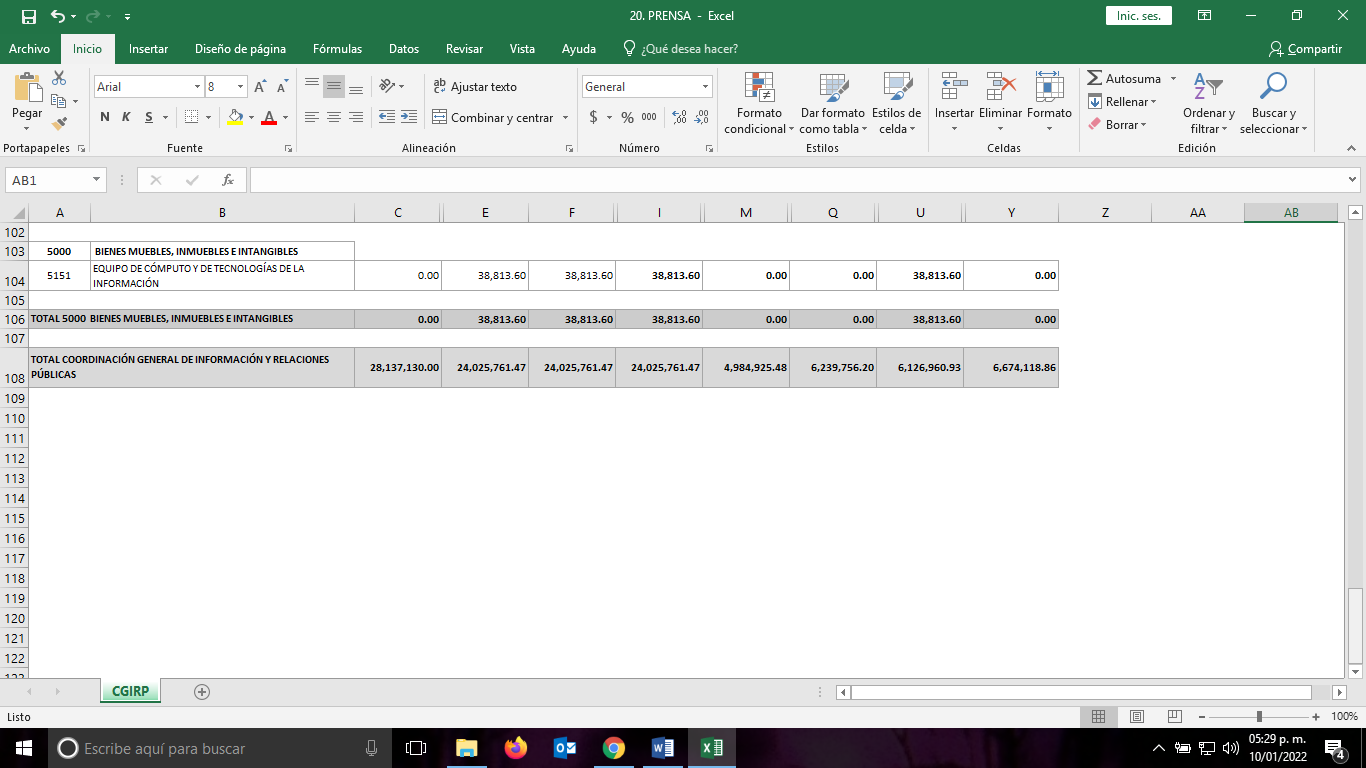 20. PRENSA - Excel
Inic. ses.
Archivo Inicio Insertar Diseño de página Fórmulas Datos Revisar Vista Ayuda ¿Qué desea hacer? Compartir
Pegar
Portapapeles
Arial 8
N K S
Fuente
Ajustar texto
Combinar y centrar
Alineación
General
$ % 000
Número
Formato condicional
Dar formato como tabla
Estilos de celda
Estilos
Insertar Eliminar Formato
Celdas
Autosuma
Rellenar
Borrar
Ordenar y filtrar
Buscar y seleccionar
Edición
AB1 fx
A B C E F I M Q U Y Z AA AB
102
103 5000 BIENES MUEBLES, INMUEBLES E INTANGIBLES
104 5151 EQUIPO DE CÓMPUTO Y DE TECNOLOGÍAS DE LA INFORMACIÓN 0.00 38,813.60 38,813.60 38,813.60 0.00 0.00 38,813.60 0.00
105
106 TOTAL 5000 BIENES MUEBLES, INMUEBLES E INTANGIBLES 0.00 38,813.60 38,813.60 38,813.60 0.00 0.00 38,813.60 0.00
107
108 TOTAL COORDINACIÓN GENERAL DE INFORMACIÓN Y RELACIONES PÚBLICAS 28,137,130.00 24,025,761.47 24,025,761.47 24,025,761.47 4,984,925.48 6,239,756.20 6,126,960.93 6,674,118.86
109
110
111
112
113
114
115
116
117
118
119
120
121
122
123
CGIRP
Listo
100%
Escribe aquí para buscar
05:29 p. m.
10/01/2022
4